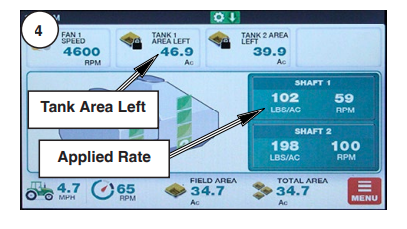 4
M
FAN 1
SPEED
4600
RPM
TANK 1
AREA LEFT
46.9
Ac
TANK 2 AREA
LEFT
39.9
Ac
Tank Area Left
Applied Rate
SHAFT 1
102 59
LBS/AC RPM
SHAFT 2
198 100
LBS/AC RPM
4.7
MPH
65
RPM
FIELD AREA
34.7
Ac
TOTAL AREA
34.7
Ac
MENU